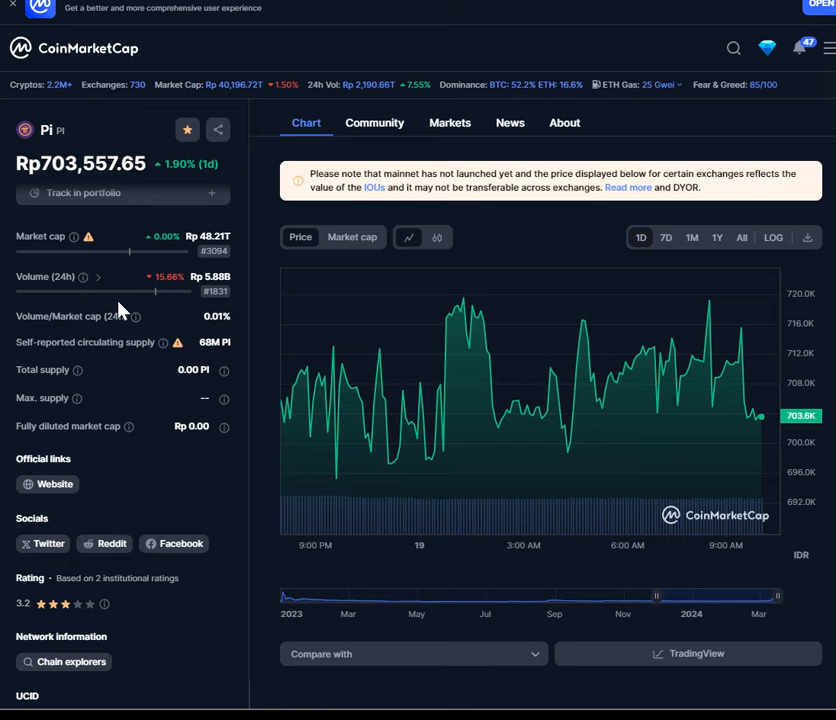 Get a better and more comprehensive user experience
OPEN
CoinMarketCap
47
Cryptos: 2.2M+ Exchanges: 730 Market Cap: Rp 40,196.72T 1.50% 24h Vol: Rp 2,190.66T 7.55% Dominance: BTC: 52.2% ETH: 16.6% ETH Gas: 25 Gwei Fear & Greed: 85/100
Pi PI
Rp703,557.65 1.90% (1d)
Track in portfolio +
Market cap 0.00% Rp 48.21T
#3094
Volume (24h) 15.66% Rp 5.88B
#1831
Volume/Market cap 0.01%
Self-reported circulating supply 68M PI
Total supply 0.00 PI
Max. supply --
Fully diluted market cap Rp 0.00
Official links
Website
Socials
Twitter Reddit Facebook
Rating · Based on 2 institutional ratings
3.2
Network information
Chain explorers
UCID
Chart Community Markets News About
Please note that mainnet has not launched yet and the price displayed below for certain exchanges reflects the
value of the IOUs and it may not be transferable across exchanges. Read more and DYOR.
Price Market cap 1D 7D 1M 1Y All LOG
720.0K
716.0K
712.0K
708.0K
703.6K
700.0K
696.0K
692.0K
CoinMarketCap
9:00 PM 19 3:00 AM 6:00 AM 9:00 AM
IDR
2023 Mar May Jul Sep Nov 2024 Mar
Compare with TradingView